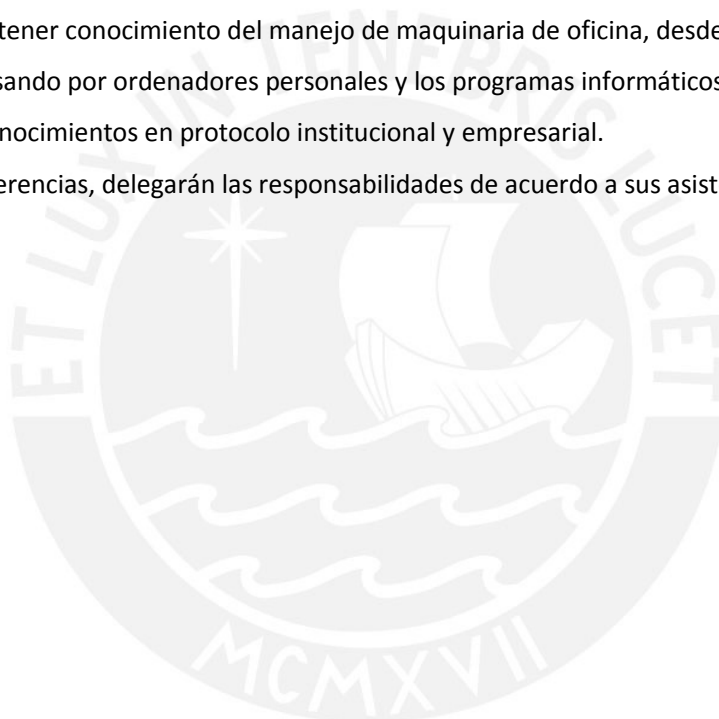 tener conocimiento del manejo de maquinaria de oficina, desde
sando por ordenadores personales y los programas informáticos
nocimientos en protocolo institucional y empresarial.
erencias, delegarán las responsabilidades de acuerdo a sus asist
ET LUX IN TENEBRIS LUCET
MCMXVII